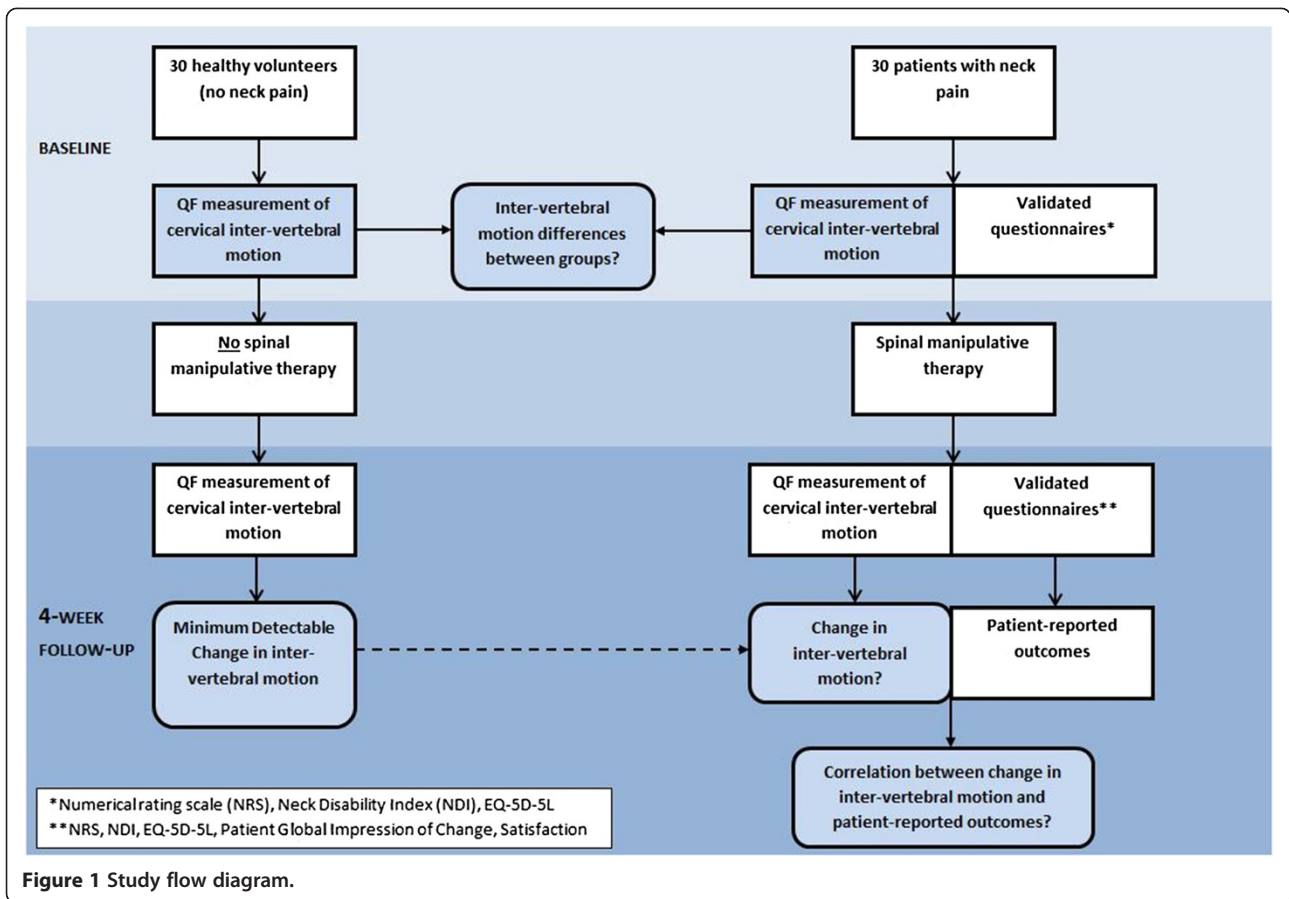 30 healthy volunteers
(no neck pain)
30 patients with neck
pain
BASELINE
QF measurement of
cervical inter-vertebral
motion
Inter-vertebral
motion differences
between groups?
QF measurement of
cervical inter-vertebral
motion
Validated
questionnaires*
No spinal
manipulative therapy
Spinal manipulative
therapy
QF measurement of
cervical inter-vertebral
motion
QF measurement of
cervical inter-vertebral
motion
Validated
questionnaires**
4-WEEK
FOLLOW-UP
Minimum Detectable
Change in inter-
vertebral motion
Change in
inter-vertebral
motion?
Patient-reported
outcomes
Correlation between change in
inter-vertebral motion and
patient-reported outcomes?
*Numerical rating scale (NRS), Neck Disability Index (NDI), EQ-5D-5L
**NRS, NDI, EQ-5D-5L, Patient Global Impression of Change, Satisfaction
Figure 1 Study flow diagram.